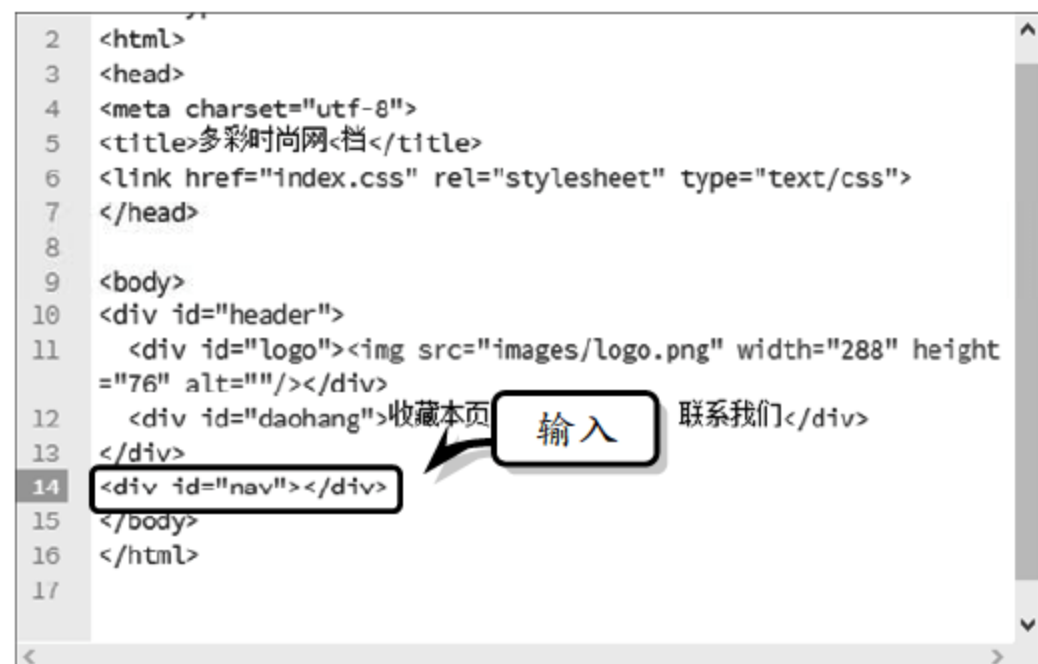 2 <html>
3 <head>
4 <meta charset="utf-8">
5 <title>多彩时尚网<挡</title>
6 <link href="index.css" rel="stylesheet" type="text/css">
7 </head>
8
9 <body>
10 <div id="header">
11 <div id="logo"><img src="images/logo.png" width="288" height
="76" alt=""/></div>
12 <div id="daohang">收藏本页 输入 联系我们</div>
13 </div>
14 <div id="nav"></div>
15 </body>
16 </html>
17